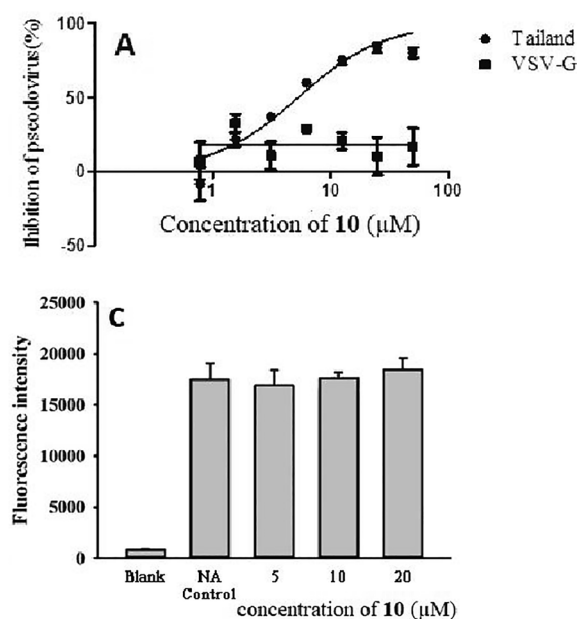 A
Tailand
VSV-G
Ihibition of pseodovirus(%)
100
50
0
-50
1
10
100
Concentration of 10 (μM)
C
Fluorescence intensity
25000
20000
15000
10000
5000
0
Blank
NA Control
5
10
20
concentration of 10 (μM)